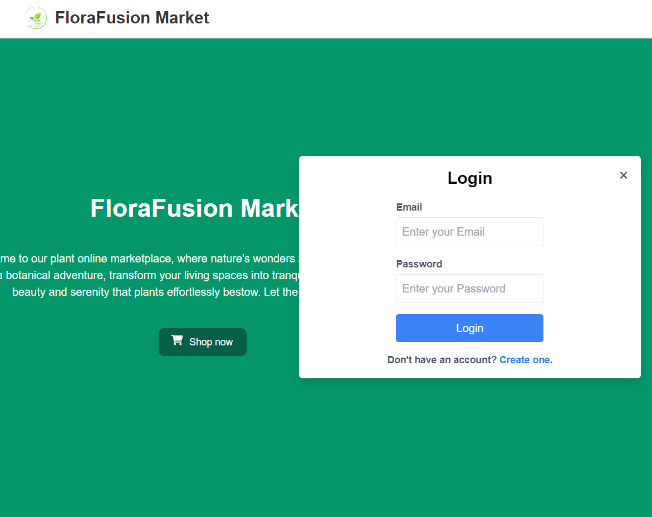 FloraFusion Market
FloraFusion Mark
me to our plant online marketplace, where nature's wonders
a botanical adventure, transform your living spaces into tranq
beauty and serenity that plants effortlessly bestow. Let the
Shop now
Login
×
Email
Enter your Email
Password
Enter your Password
Login
Don't have an account? Create one.